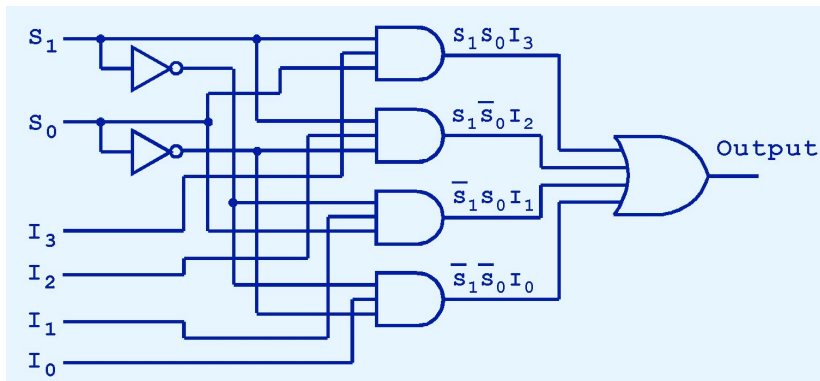 S₁
S₀
I₃
I₂
I₁
I₀
S₁S₀I₃
S₁S̅₀I₂
S̅₁S₀I₁
S̅₁S̅₀I₀
Output